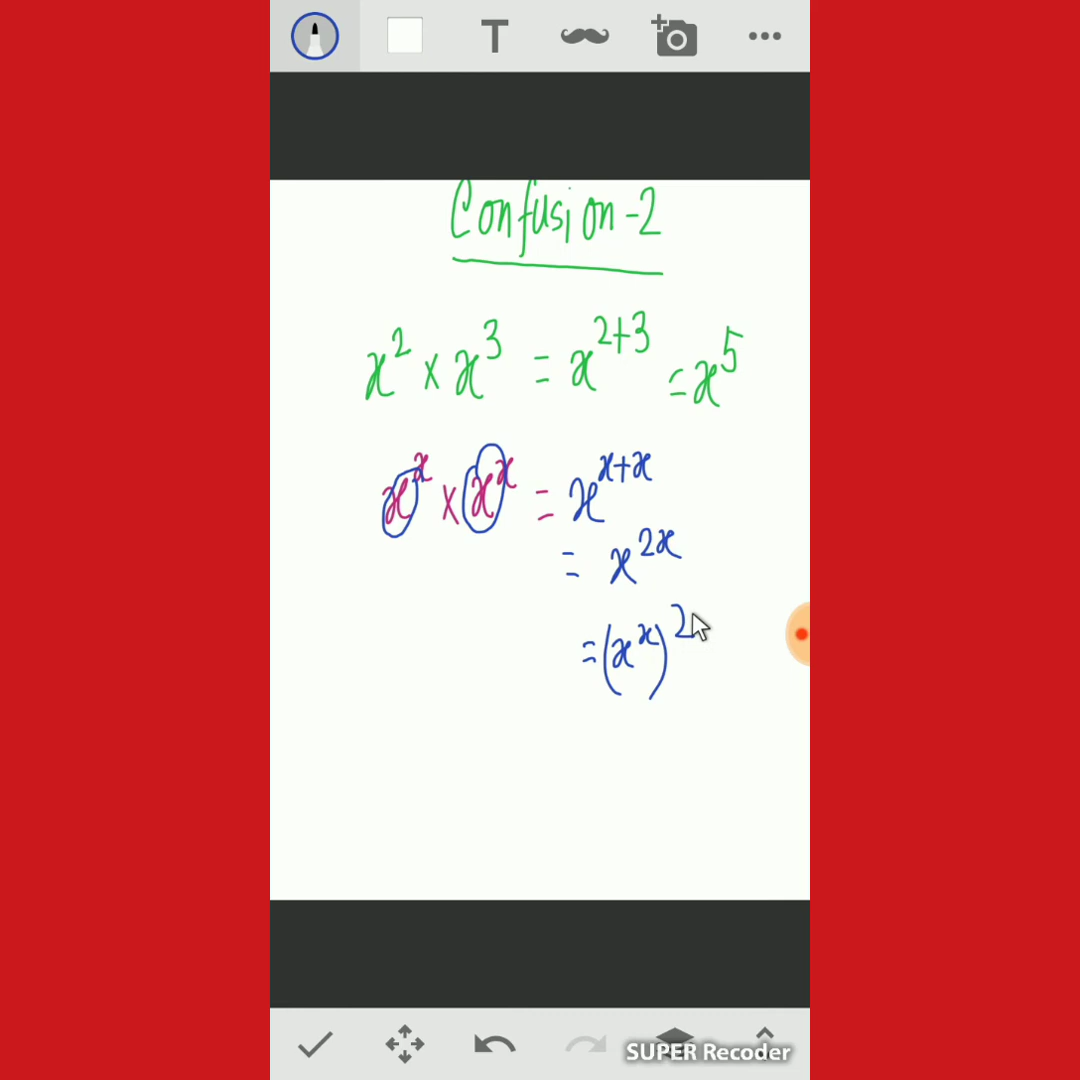 T
Confusion-2
x² × x³ = x²⁺³ = x⁵
xˣ × xˣ = xˣ⁺ˣ
= x²ˣ
= (xˣ)²
SUPER Recoder